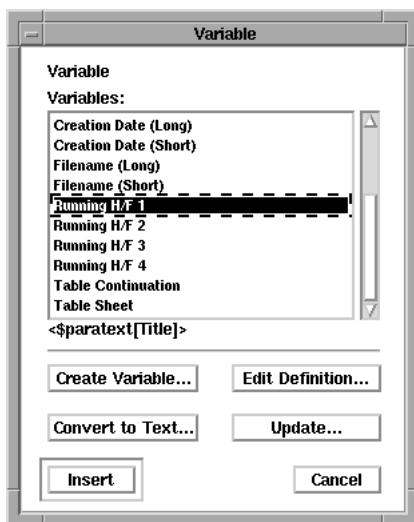 Variable
Variable
Variables:
Creation Date (Long)
Creation Date (Short)
Filename (Long)
Filename (Short)
Running H/F 1
Running H/F 2
Running H/F 3
Running H/F 4
Table Continuation
Table Sheet
<$paratext[Title]>
Create Variable... Edit Definition...
Convert to Text... Update...
Insert Cancel